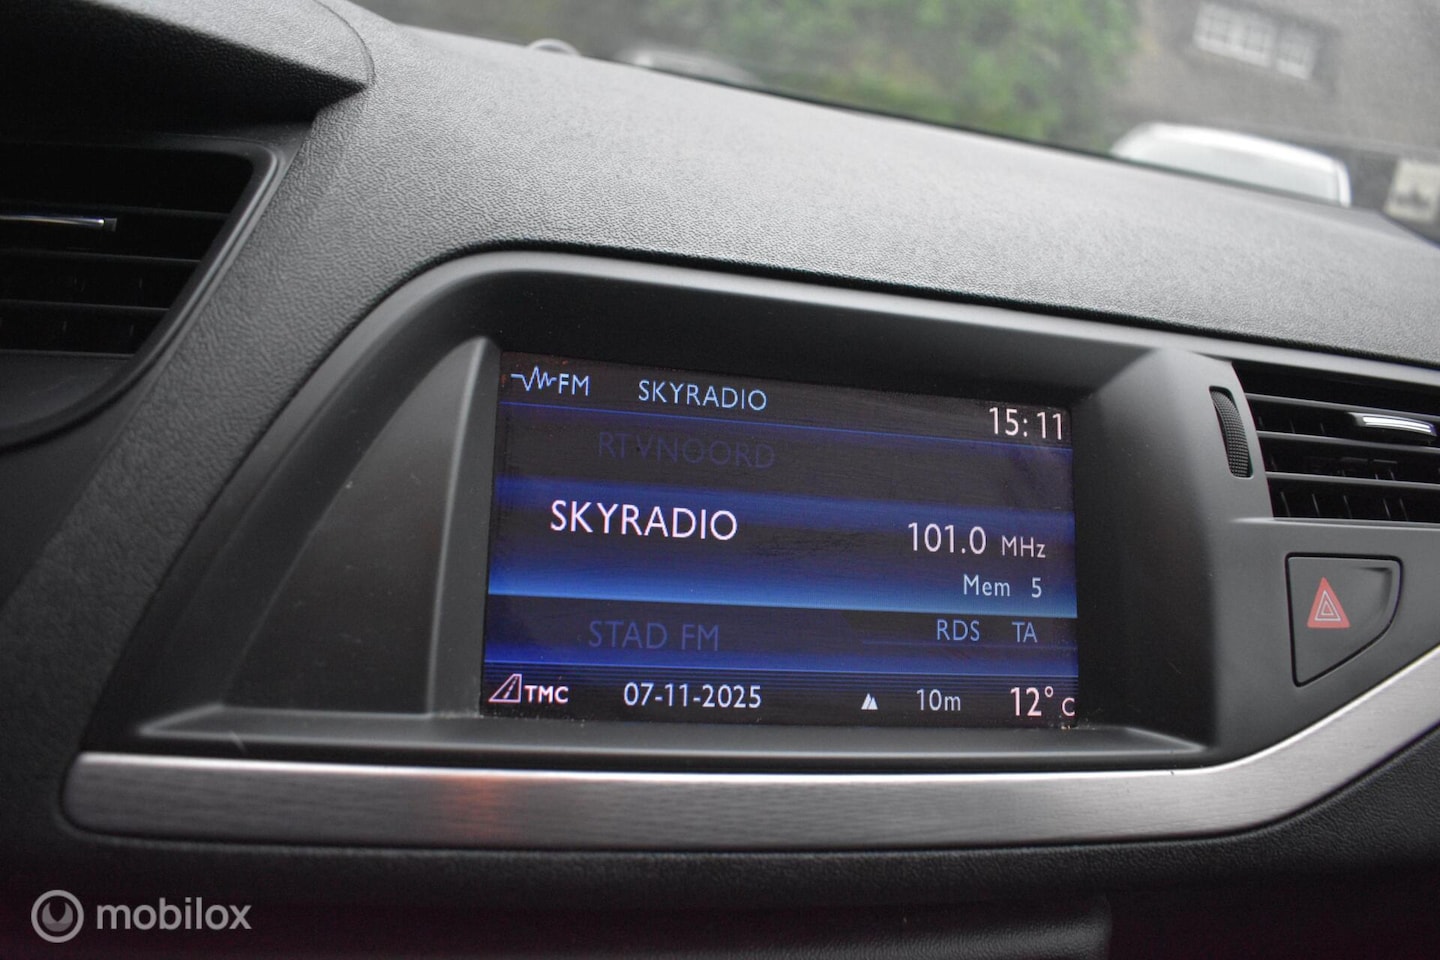 FM SKYRADIO 15:11
RTVNOORD
SKYRADIO 101.0 MHz
Mem 5
STAD FM RDS TA
TMC 07-11-2025 10m 12° C
mobilox